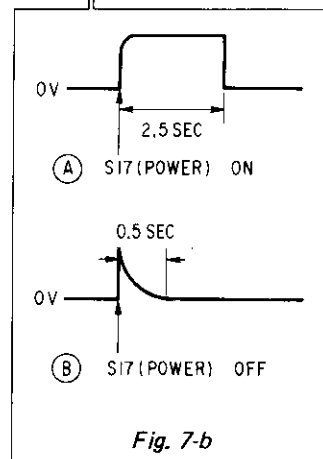 0V
2,5 SEC
A S17 (POWER) ON
0,5 SEC
0V
B S17 (POWER) OFF
Fig. 7-b